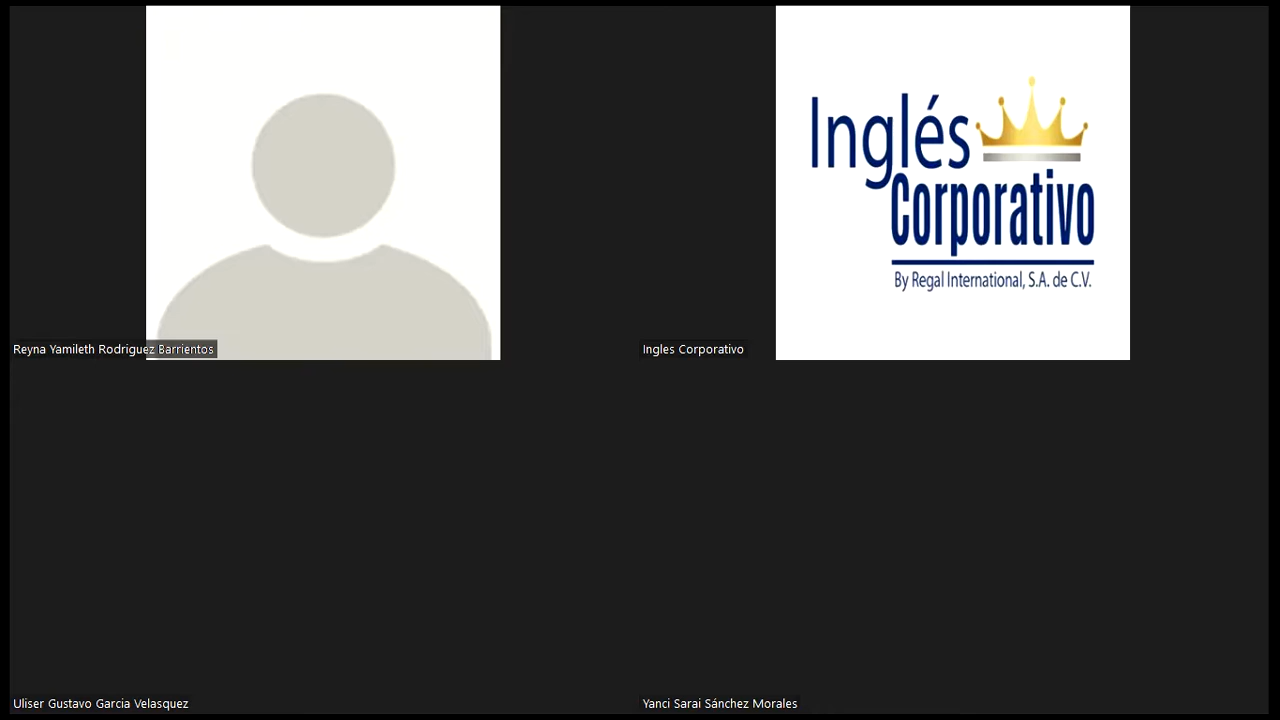 Inglés
Corporativo
By Regal International, S.A. de C.V.
Reyna Yamileth Rodriguez Barrientos
Ingles Corporativo
Uliser Gustavo Garcia Velasquez
Yanci Sarai Sánchez Morales